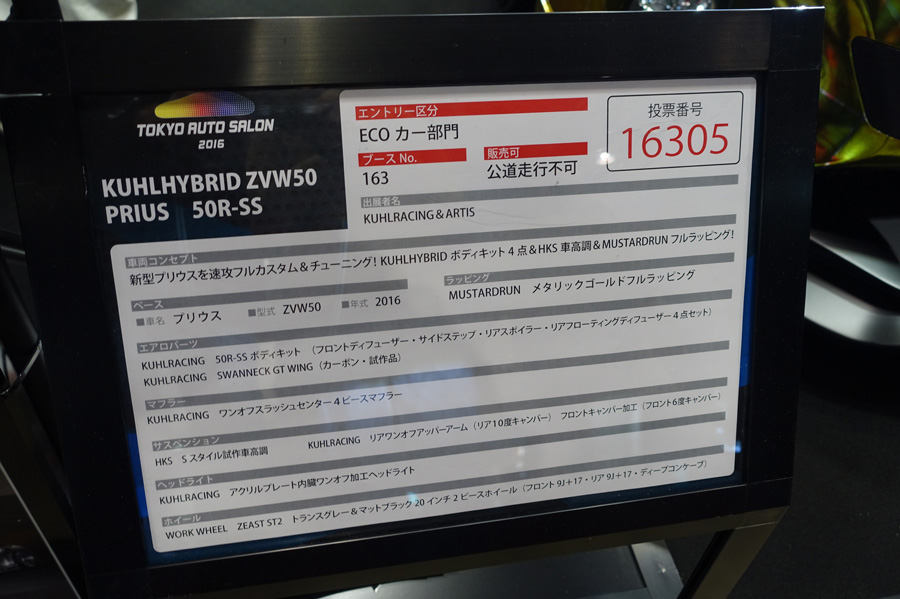 TOKYO AUTO SALON
2016
KUHLHYBRID ZVW50
PRIUS 50R-SS
エントリー区分
ECO カー部門
ブース No.
163
販売可
公道走行不可
投票番号
16305
出展者名
KUHLRACING&ARTIS
車両コンセプト
新型プリウスを速攻フルカスタム&チューニング! KUHLHYBRID ボディキット 4 点&HKS 車高調&MUSTARDRUN フルラッピング!
ベース
■車名 プリウス ■型式 ZVW50 ■年式 2016
ラッピング
MUSTARDRUN メタリックゴールドフルラッピング
エアロパーツ
KUHLRACING 50R-SS ボディキット (フロントディフューザー・サイドステップ・リアスポイラー・リアフローティングディフューザー 4 点セット)
KUHLRACING SWANNECK GT WING (カーボン・試作品)
マフラー
KUHLRACING ワンオフスラッシュセンター 4 ピースマフラー
サスペンション
HKS S スタイル試作車高調 KUHLRACING リアワンオフアッパーアーム (リア10度キャンバー) フロントキャンバー加工 (フロント6度キャンバー)
ヘッドライト
KUHLRACING アクリルプレート内臓ワンオフ加工ヘッドライト
ホイール
WORK WHEEL ZEAST ST2 トランスグレー&マットブラック 20 インチ 2 ピースホイール (フロント 9J+17・リア 9J+17・ディープコンケーブ)